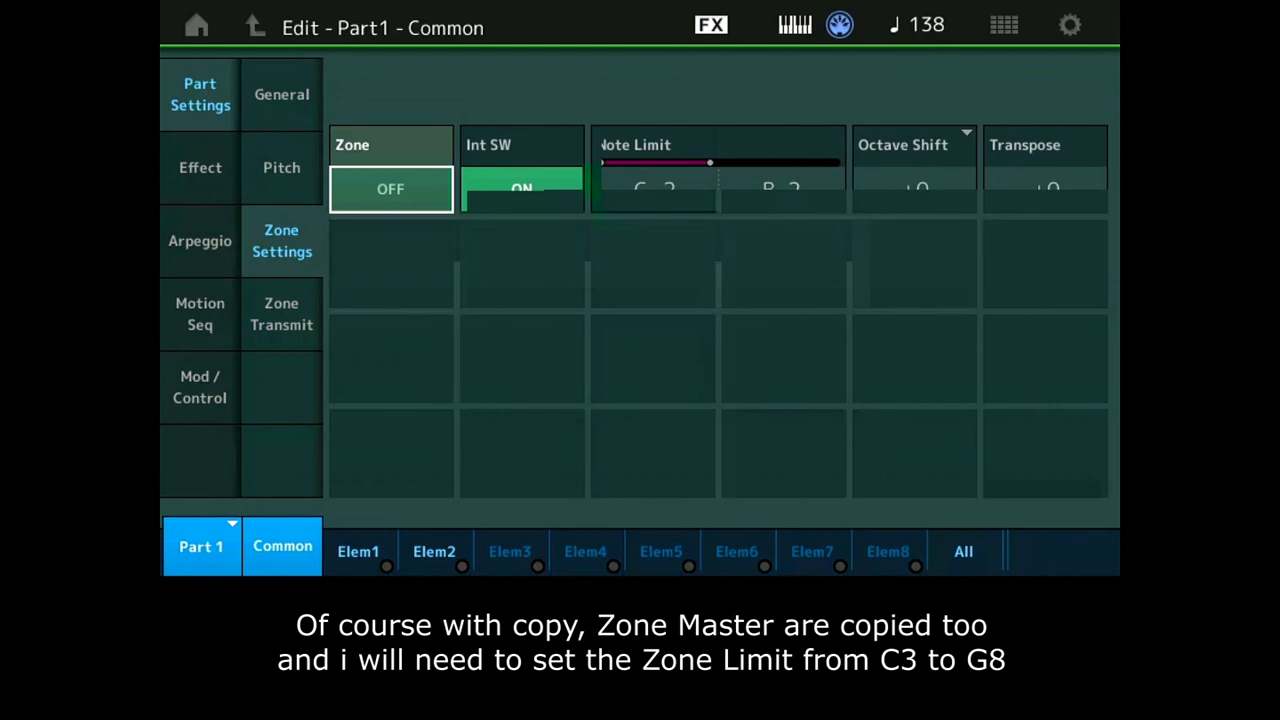 Edit - Part1 - Common
FX
♩ 138
Part Settings
General
Effect
Pitch
Arpeggio
Zone Settings
Motion Seq
Zone Transmit
Mod / Control
Zone
Int SW
Note Limit
Octave Shift
Transpose
OFF
ON
+0
+0
Part 1
Common
Elem1
Elem2
Elem3
Elem4
Elem5
Elem6
Elem7
Elem8
All
Of course with copy, Zone Master are copied too
and i will need to set the Zone Limit from C3 to G8